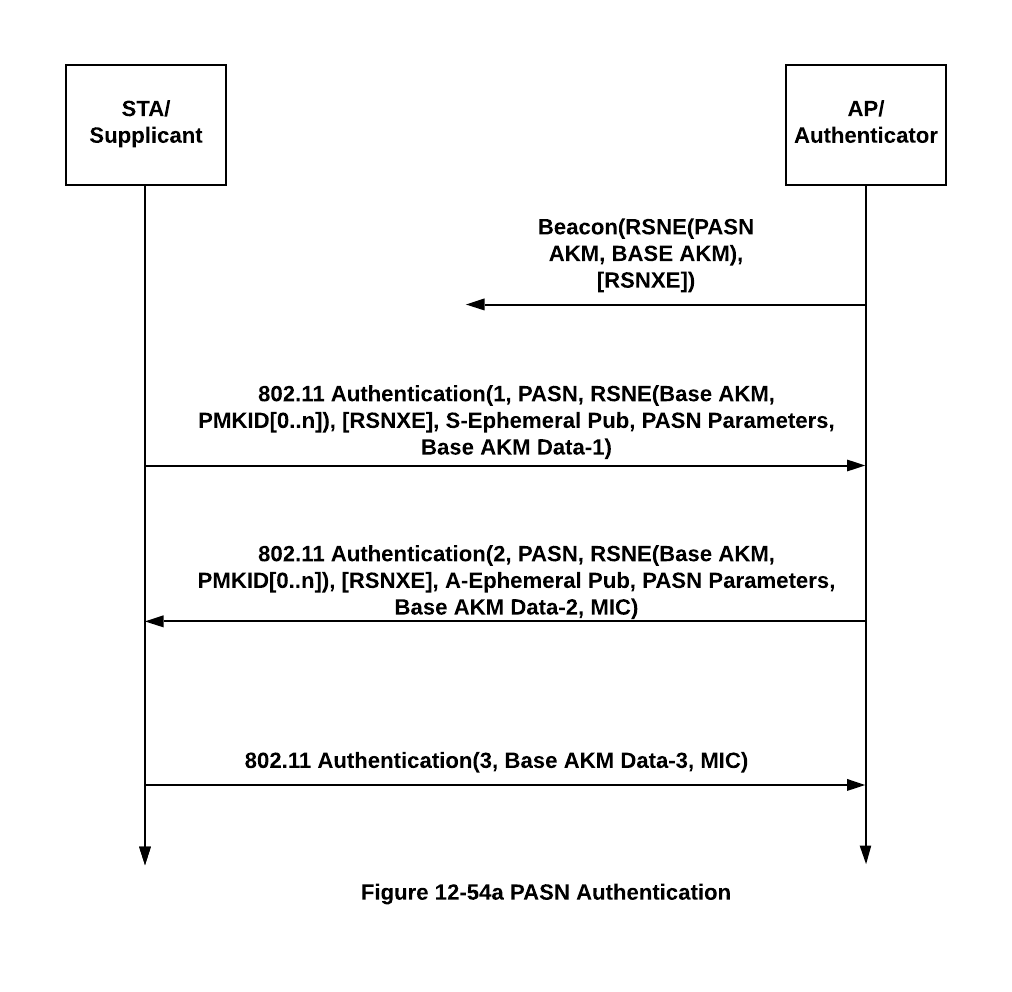 STA/
Supplicant
AP/
Authenticator
Beacon(RSNE(PASN
AKM, BASE AKM),
[RSNXE])
802.11 Authentication(1, PASN, RSNE(Base AKM,
PMKID[0..n]), [RSNXE], S-Ephemeral Pub, PASN Parameters,
Base AKM Data-1)
802.11 Authentication(2, PASN, RSNE(Base AKM,
PMKID[0..n]), [RSNXE], A-Ephemeral Pub, PASN Parameters,
Base AKM Data-2, MIC)
802.11 Authentication(3, Base AKM Data-3, MIC)
Figure 12-54a PASN Authentication